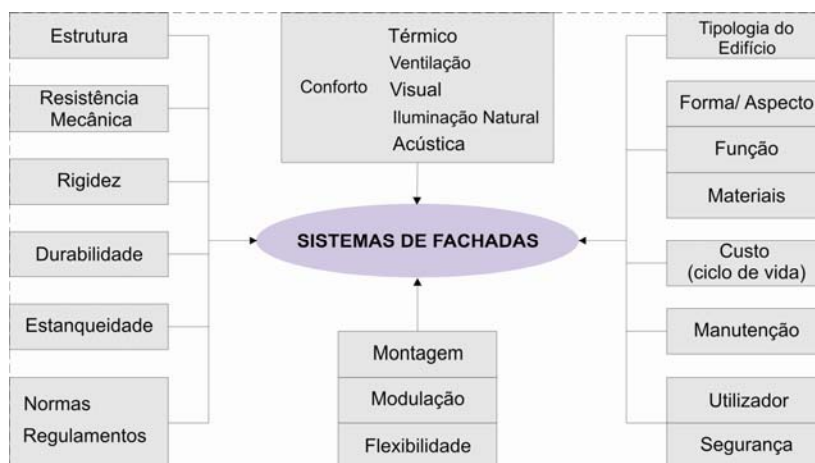 Estrutura
Resistência
Mecânica
Rigidez
Durabilidade
Estanqueidade
Normas
Regulamentos
Conforto
Térmico
Ventilação
Visual
Iluminação Natural
Acústica
SISTEMAS DE FACHADAS
Montagem
Modulação
Flexibilidade
Tipologia do
Edifício
Forma/ Aspecto
Função
Materiais
Custo
(ciclo de vida)
Manutenção
Utilizador
Segurança